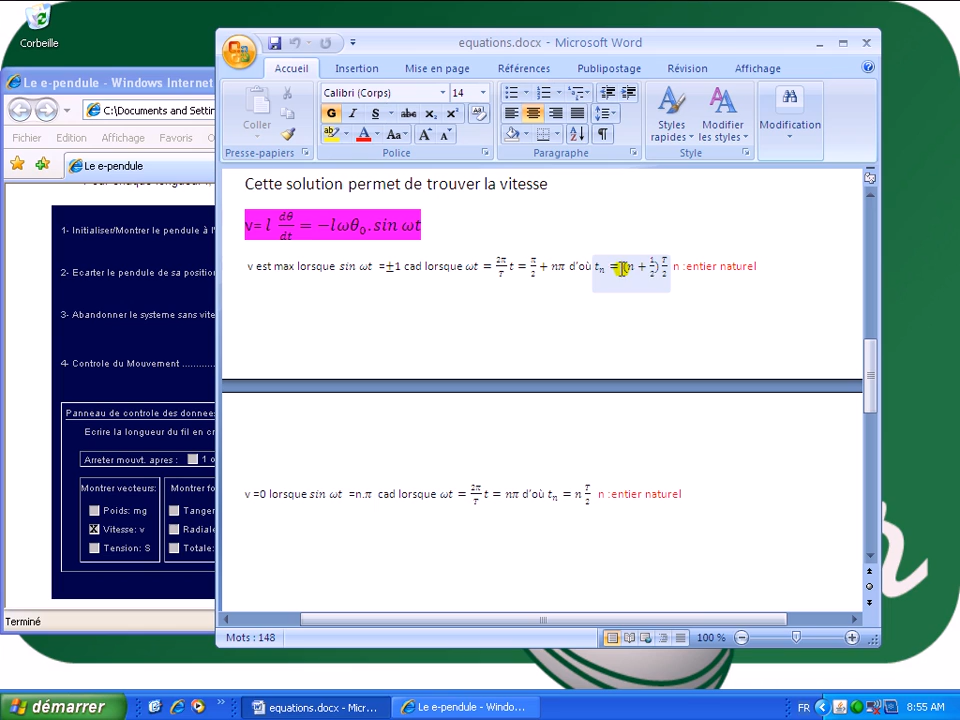 Corbeille
Le e-pendule - Windows Internet
C:\Documents and Settin
Fichier Edition Affichage Favoris O
Le e-pendule
1- Initialiser/Montrer le pendule à l'
2- Ecarter le pendule de sa position
3- Abandonner le systeme sans vite
4- Controle du Mouvement ..........
Panneau de controle des donnees
Ecrire la longueur du fil en cr
Arreter mouvt. apres : 1 o
Montrer vecteurs: Montrer fo
Poids: mg Tangen
Vitesse: v Radiale
Tension: S Totale:
Terminé
equations.docx - Microsoft Word
Accueil Insertion Mise en page Références Publipostage Révision Affichage
Coller
Calibri (Corps) 14
Styles rapides Modifier les styles Modification
Presse-papiers Police Paragraphe Style
Cette solution permet de trouver la vitesse
v= l dθ/dt = −lωθ₀.sin ωt
v est max lorsque sin ωt =±1 cad lorsque ωt = 2π/T t = π/2 + nπ d'où tₙ = (n + 1/2) T/2 n :entier naturel
v =0 lorsque sin ωt =n.π cad lorsque ωt = 2π/T t = nπ d'où tₙ = n T/2 n :entier naturel
Mots : 148 100 %
démarrer equations.docx - Micr... Le e-pendule - Windo... FR 8:55 AM